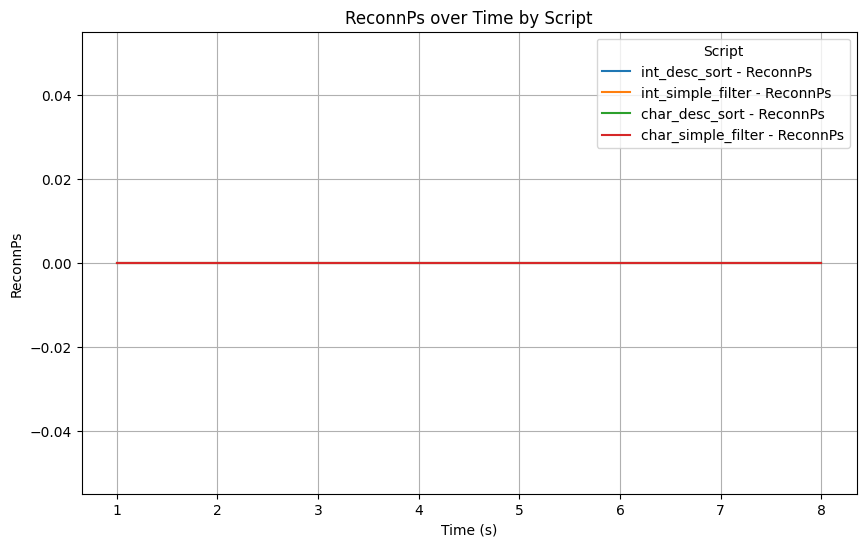 ReconnPs over Time by Script
Script
int_desc_sort - ReconnPs
int_simple_filter - ReconnPs
char_desc_sort - ReconnPs
char_simple_filter - ReconnPs
0.04
0.02
0.00
−0.02
−0.04
ReconnPs
1 2 3 4 5 6 7 8
Time (s)